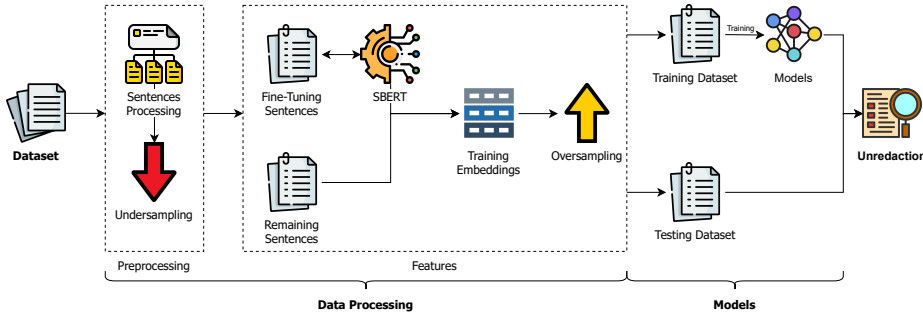 Dataset
Sentences
Processing
Undersampling
Preprocessing
Fine-Tuning
Sentences
SBERT
Remaining
Sentences
Training
Embeddings
Oversampling
Features
Data Processing
Training Dataset
Training
Models
Testing Dataset
Models
Unredaction